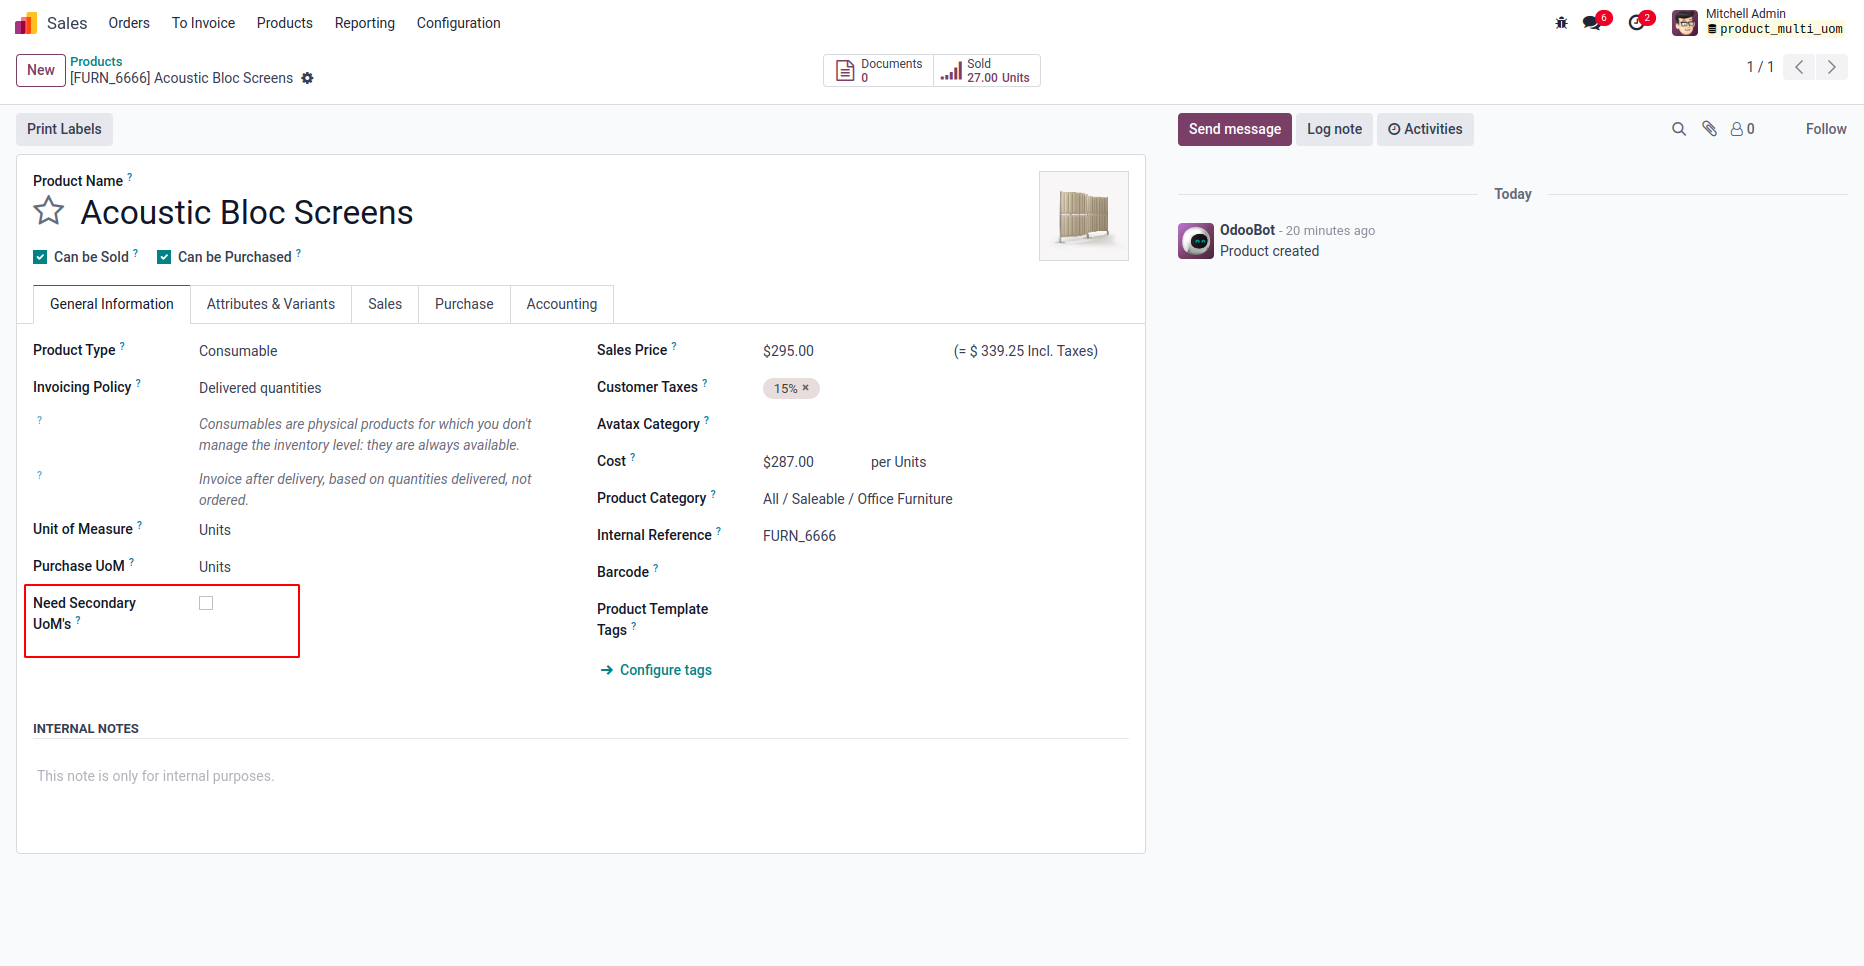 Sales Orders To Invoice Products Reporting Configuration 6 2 Mitchell Admin
product_multi_uom
New Products
[FURN_6666] Acoustic Bloc Screens
Documents
0
Sold
27.00 Units
1 / 1
Print Labels
Send message Log note Activities 0 Follow
Product Name ?
Acoustic Bloc Screens
Can be Sold ? Can be Purchased ?
General Information Attributes & Variants Sales Purchase Accounting
Product Type ? Consumable
Invoicing Policy ? Delivered quantities
? Consumables are physical products for which you don't
manage the inventory level: they are always available.
? Invoice after delivery, based on quantities delivered, not
ordered.
Unit of Measure ? Units
Purchase UoM ? Units
Need Secondary
UoM's ?
Sales Price ? $295.00 (= $ 339.25 Incl. Taxes)
Customer Taxes ? 15% ×
Avatax Category ?
Cost ? $287.00 per Units
Product Category ? All / Saleable / Office Furniture
Internal Reference ? FURN_6666
Barcode ?
Product Template
Tags ?
Configure tags
INTERNAL NOTES
This note is only for internal purposes.
Today
OdooBot - 20 minutes ago
Product created